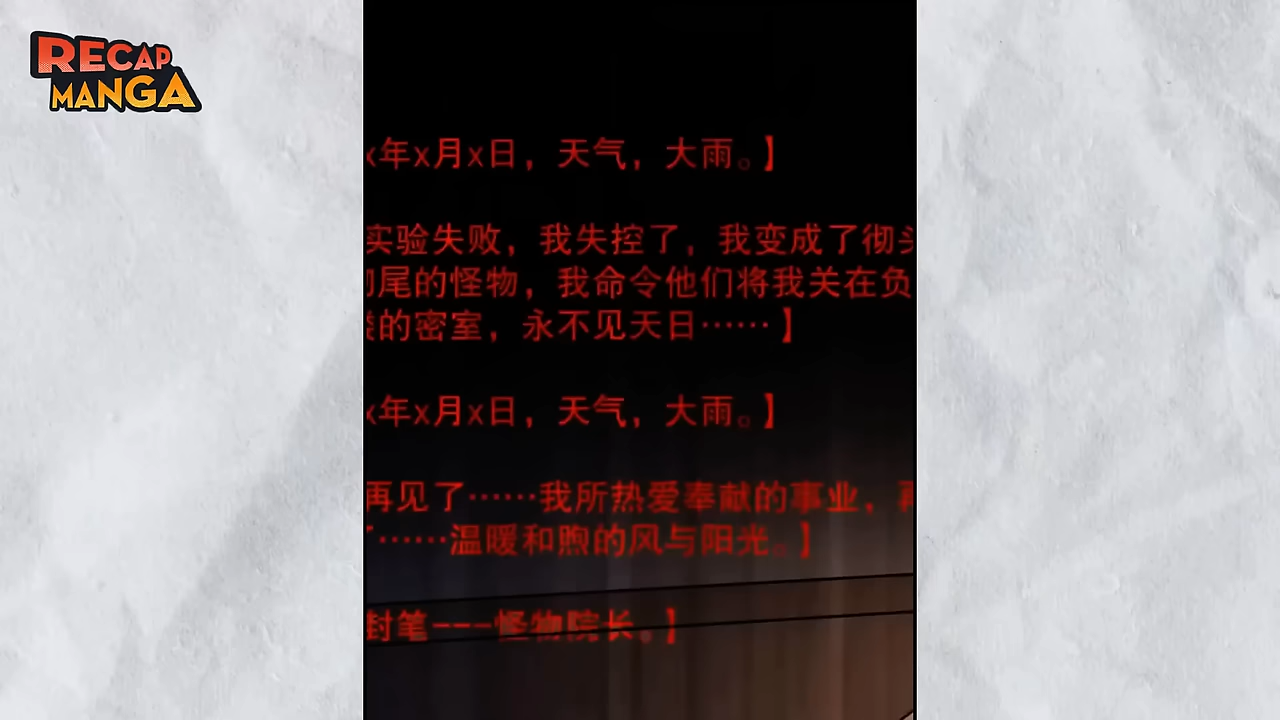 RECAP
MANGA
x年x月x日，天气，大雨。】
实验失败，我失控了，我变成了彻头
尾的怪物，我命令他们将我关在负
的密室，永不见天日……】
x年x月x日，天气，大雨。】
再见了……我所热爱奉献的事业，再
……温暖和煦的风与阳光。】
封笔---怪物院长。】